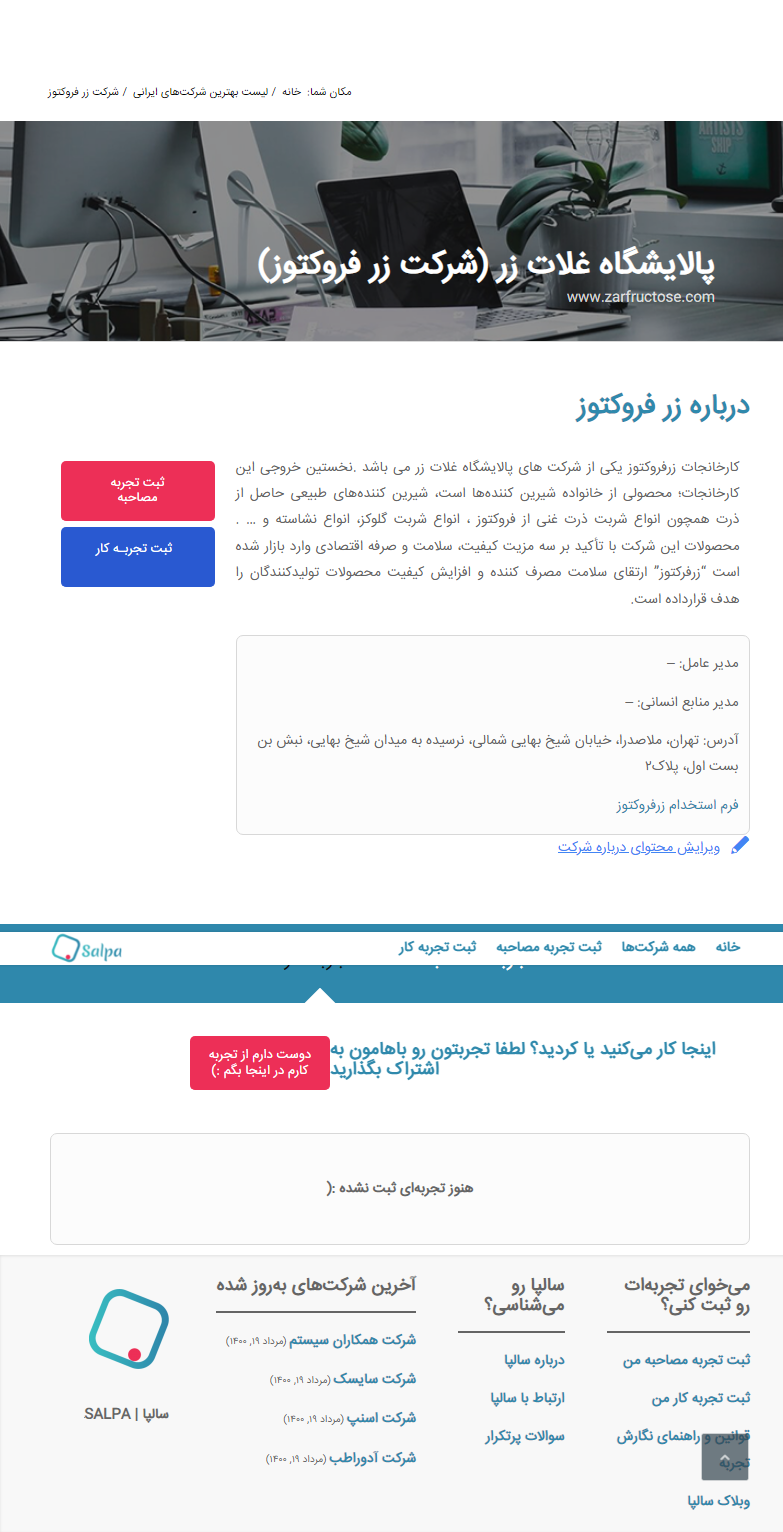 مکان شما: خانه / لیست بهترین شرکت‌های ایرانی / شرکت زر فروکتوز
ARTISTS
SHIP
پالایشگاه غلات زر (شرکت زر فروکتوز)
www.zarfructose.com
درباره زر فروکتوز
کارخانجات زرفروکتوز یکی از شرکت های پالایشگاه غلات زر می باشد .نخستین خروجی این
کارخانجات؛ محصولی از خانواده شیرین کننده‌ها است، شیرین کننده‌های طبیعی حاصل از
ذرت همچون انواع شربت ذرت غنی از فروکتوز ، انواع شربت گلوکز، انواع نشاسته و … .
محصولات این شرکت با تأکید بر سه مزیت کیفیت، سلامت و صرفه اقتصادی وارد بازار شده
است “زرفرکتوز” ارتقای سلامت مصرف کننده و افزایش کیفیت محصولات تولیدکنندگان را
هدف قرارداده است.
ثبت تجربه
مصاحبه
ثبت تجربـه کار
مدیر عامل: –
مدیر منابع انسانی: –
آدرس: تهران، ملاصدرا، خیابان شیخ بهایی شمالی، نرسیده به میدان شیخ بهایی، نبش بن
بست اول، پلاک۲
فرم استخدام زرفروکتوز
ویرایش محتوای درباره شرکت
خانه همه شرکت‌ها ثبت تجربه مصاحبه ثبت تجربه کار
Salpa
اینجا کار می‌کنید یا کردید؟ لطفا تجربتون رو باهامون به
اشتراک بگذارید
دوست دارم از تجربه
کارم در اینجا بگم :)
هنوز تجربه‌ای ثبت نشده :(
می‌خوای تجربه‌ات
رو ثبت کنی؟
ثبت تجربه مصاحبه من
ثبت تجربه کار من
قوانین و راهنمای نگارش
تجربه
وبلاک سالپا
سالپا رو
می‌شناسی؟
درباره سالپا
ارتباط با سالپا
سوالات پرتکرار
آخرین شرکت‌های به‌روز شده
شرکت همکاران سیستم (مرداد ۱۹, ۱۴۰۰)
شرکت سایسک (مرداد ۱۹, ۱۴۰۰)
شرکت اسنپ (مرداد ۱۹, ۱۴۰۰)
شرکت آدوراطب (مرداد ۱۹, ۱۴۰۰)
سالپا | SALPA